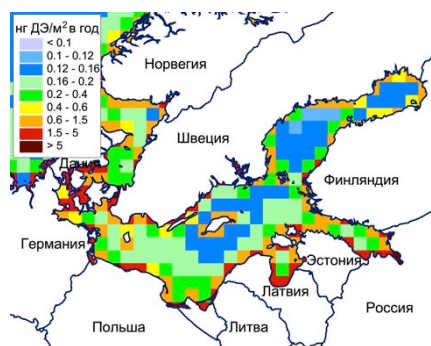 нг ДЭ/м² в год
< 0.1
0.1 - 0.12
0.12 - 0.16
0.16 - 0.2
0.2 - 0.4
0.4 - 0.6
0.6 - 1.5
1.5 - 5
> 5
Норвегия
Швеция
Дания
Финляндия
Германия
Эстония
Латвия
Россия
Польша
Литва